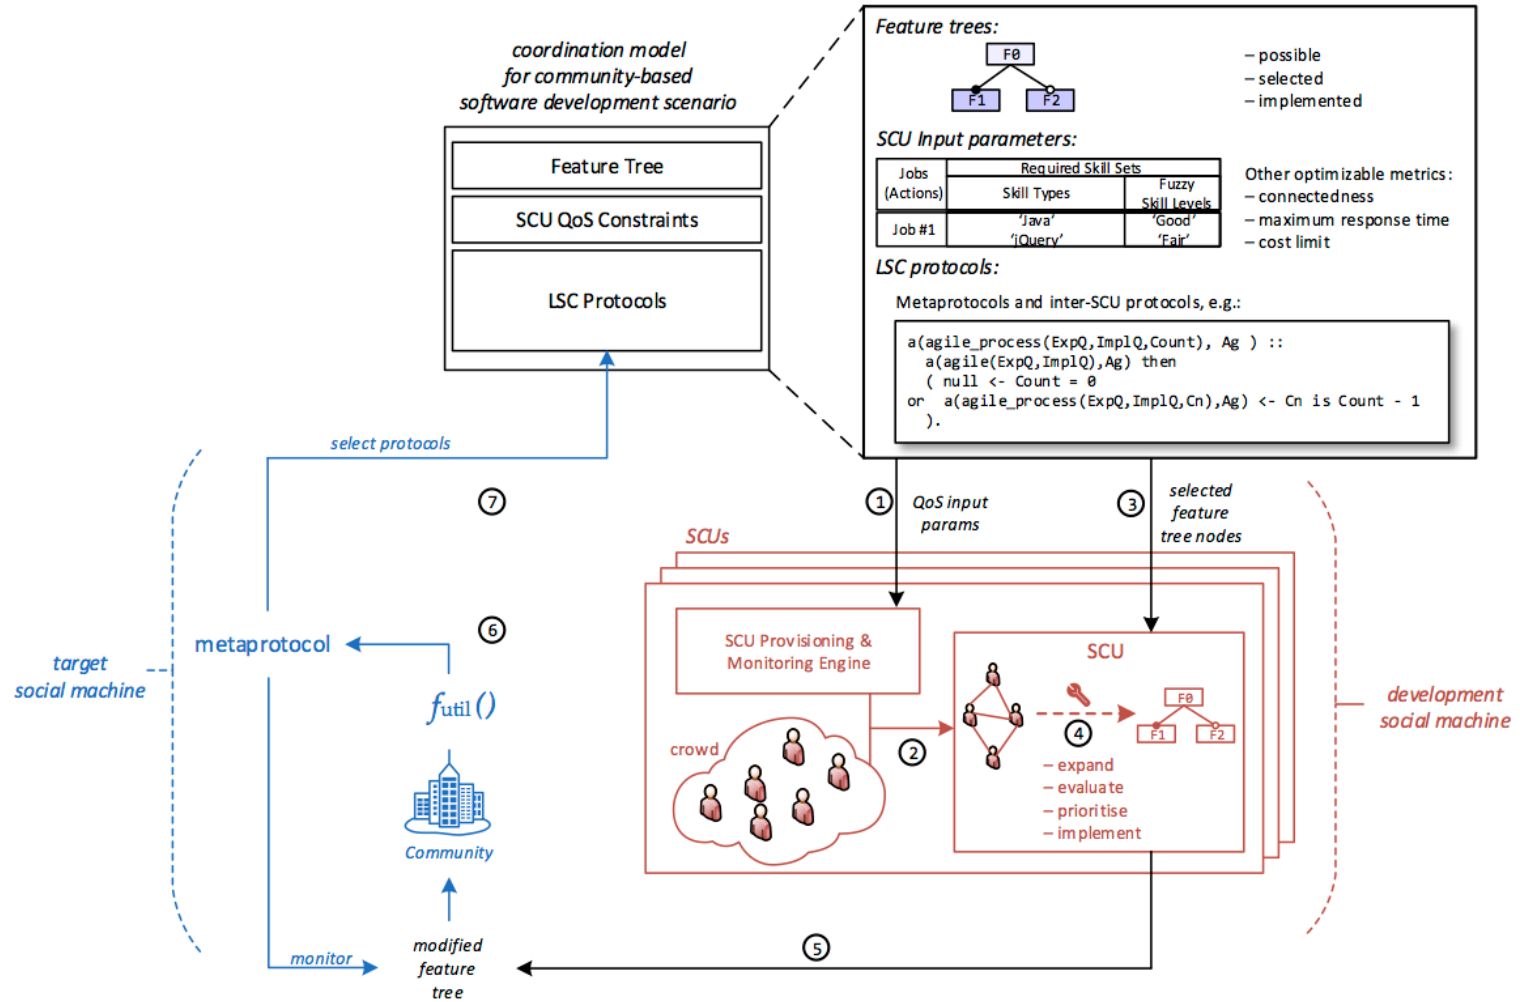 coordination model
for community-based
software development scenario
Feature Tree
SCU QoS Constraints
LSC Protocols
Feature trees:
F0
F1
F2
– possible
– selected
– implemented
SCU Input parameters:
Jobs
(Actions)
Required Skill Sets
Skill Types
Fuzzy
Skill Levels
Job #1
‘Java’
‘jQuery’
‘Good’
‘Fair’
Other optimizable metrics:
– connectedness
– maximum response time
– cost limit
LSC protocols:
Metaprotocols and inter-SCU protocols, e.g.:
a(agile_process(ExpQ,ImplQ,Count), Ag ) ::
a(agile(ExpQ,ImplQ),Ag) then
( null <- Count = 0
or a(agile_process(ExpQ,ImplQ,Cn),Ag) <- Cn is Count - 1
).
select protocols
7
1
QoS input
params
3
selected
feature
tree nodes
SCUs
SCU Provisioning &
Monitoring Engine
SCU
crowd
2
4
F0
F1
F2
– expand
– evaluate
– prioritise
– implement
development
social machine
6
metaprotocol
target
social machine
futil()
Community
modified
feature
tree
monitor
5